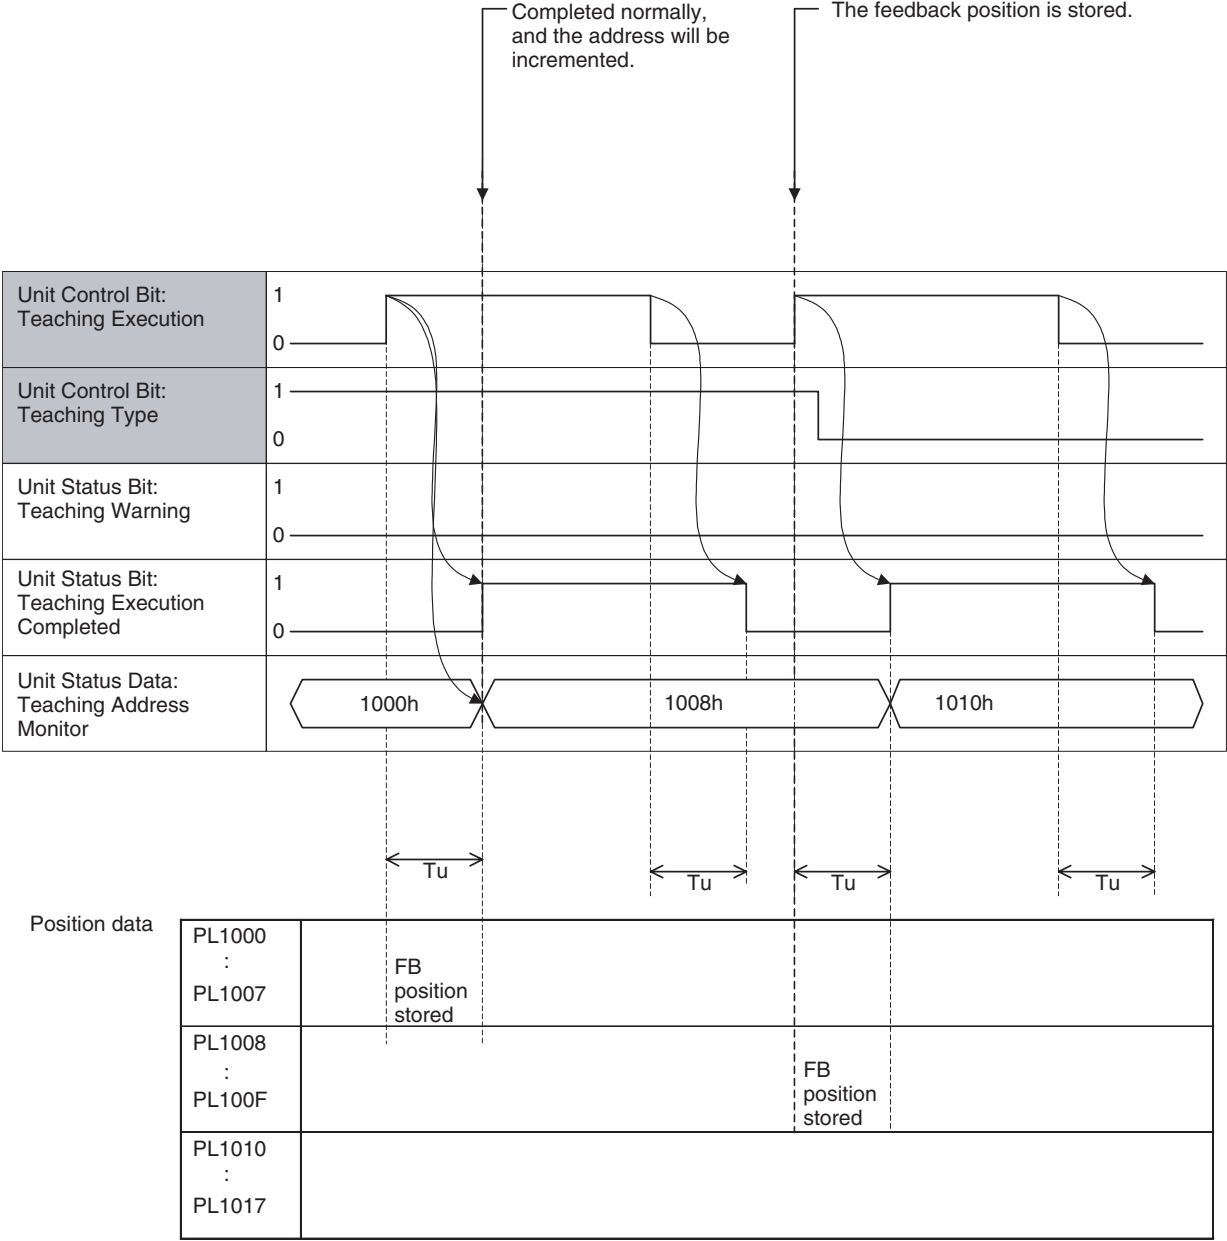 Completed normally,
and the address will be
incremented.
The feedback position is stored.
Unit Control Bit:
Teaching Execution
1
0
Unit Control Bit:
Teaching Type
1
0
Unit Status Bit:
Teaching Warning
1
0
Unit Status Bit:
Teaching Execution
Completed
1
0
Unit Status Data:
Teaching Address
Monitor
1000h
1008h
1010h
Tu
Tu
Tu
Tu
Position data
PL1000
:
PL1007
FB
position
stored
PL1008
:
PL100F
FB
position
stored
PL1010
:
PL1017